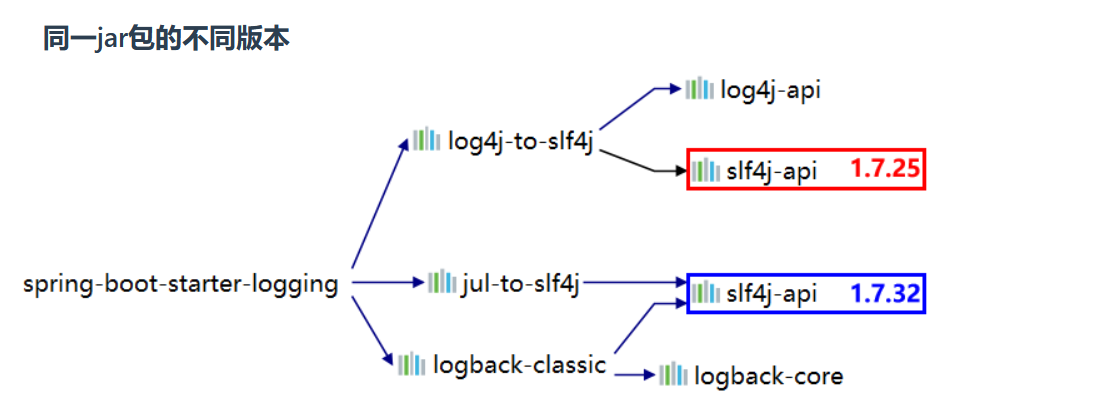 同一jar包的不同版本
log4j-api
log4j-to-slf4j
slf4j-api 1.7.25
spring-boot-starter-logging
jul-to-slf4j
slf4j-api 1.7.32
logback-classic
logback-core